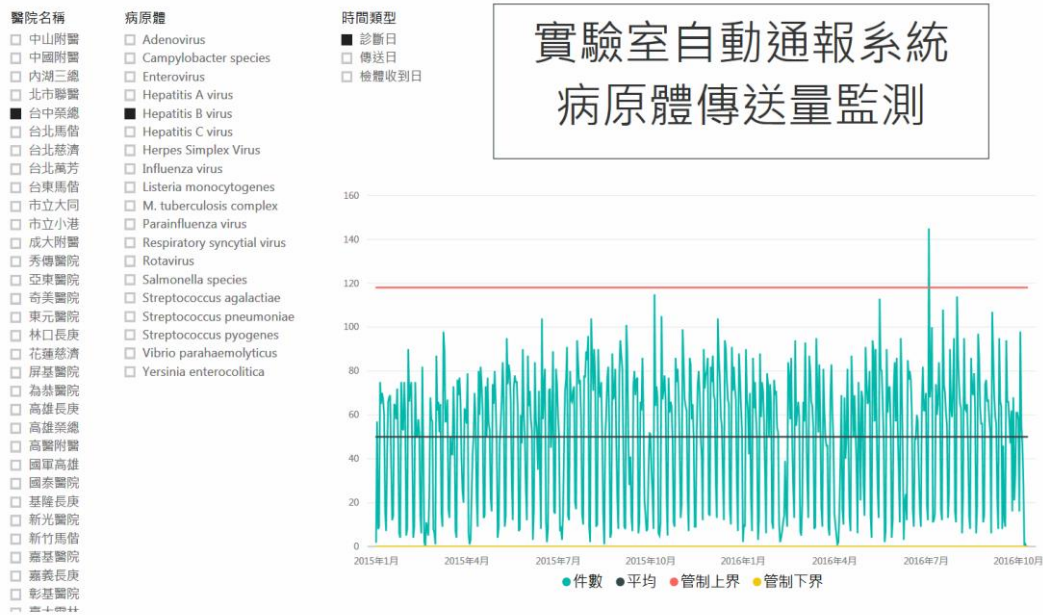 醫院名稱
中山附醫
中國附醫
內湖三總
北市聯醫
台中榮總
台北馬偕
台北慈濟
台北萬芳
台東馬偕
市立大同
市立小港
成大附醫
秀傳醫院
亞東醫院
奇美醫院
東元醫院
林口長庚
花蓮慈濟
屏基醫院
為恭醫院
高雄長庚
高雄榮總
高醫附醫
國軍高雄
國泰醫院
基隆長庚
新光醫院
新竹馬偕
嘉基醫院
嘉義長庚
彰基醫院
病原體
Adenovirus
Campylobacter species
Enterovirus
Hepatitis A virus
Hepatitis B virus
Hepatitis C virus
Herpes Simplex Virus
Influenza virus
Listeria monocytogenes
M. tuberculosis complex
Parainfluenza virus
Respiratory syncytial virus
Rotavirus
Salmonella species
Streptococcus agalactiae
Streptococcus pneumoniae
Streptococcus pyogenes
Vibrio parahaemolyticus
Yersinia enterocolitica
時間類型
診斷日
傳送日
檢體收到日
實驗室自動通報系統
病原體傳送量監測
160
140
120
100
80
60
40
20
0
2015年1月 2015年4月 2015年7月 2015年10月 2016年1月 2016年4月 2016年7月 2016年10月
件數 平均 管制上界 管制下界